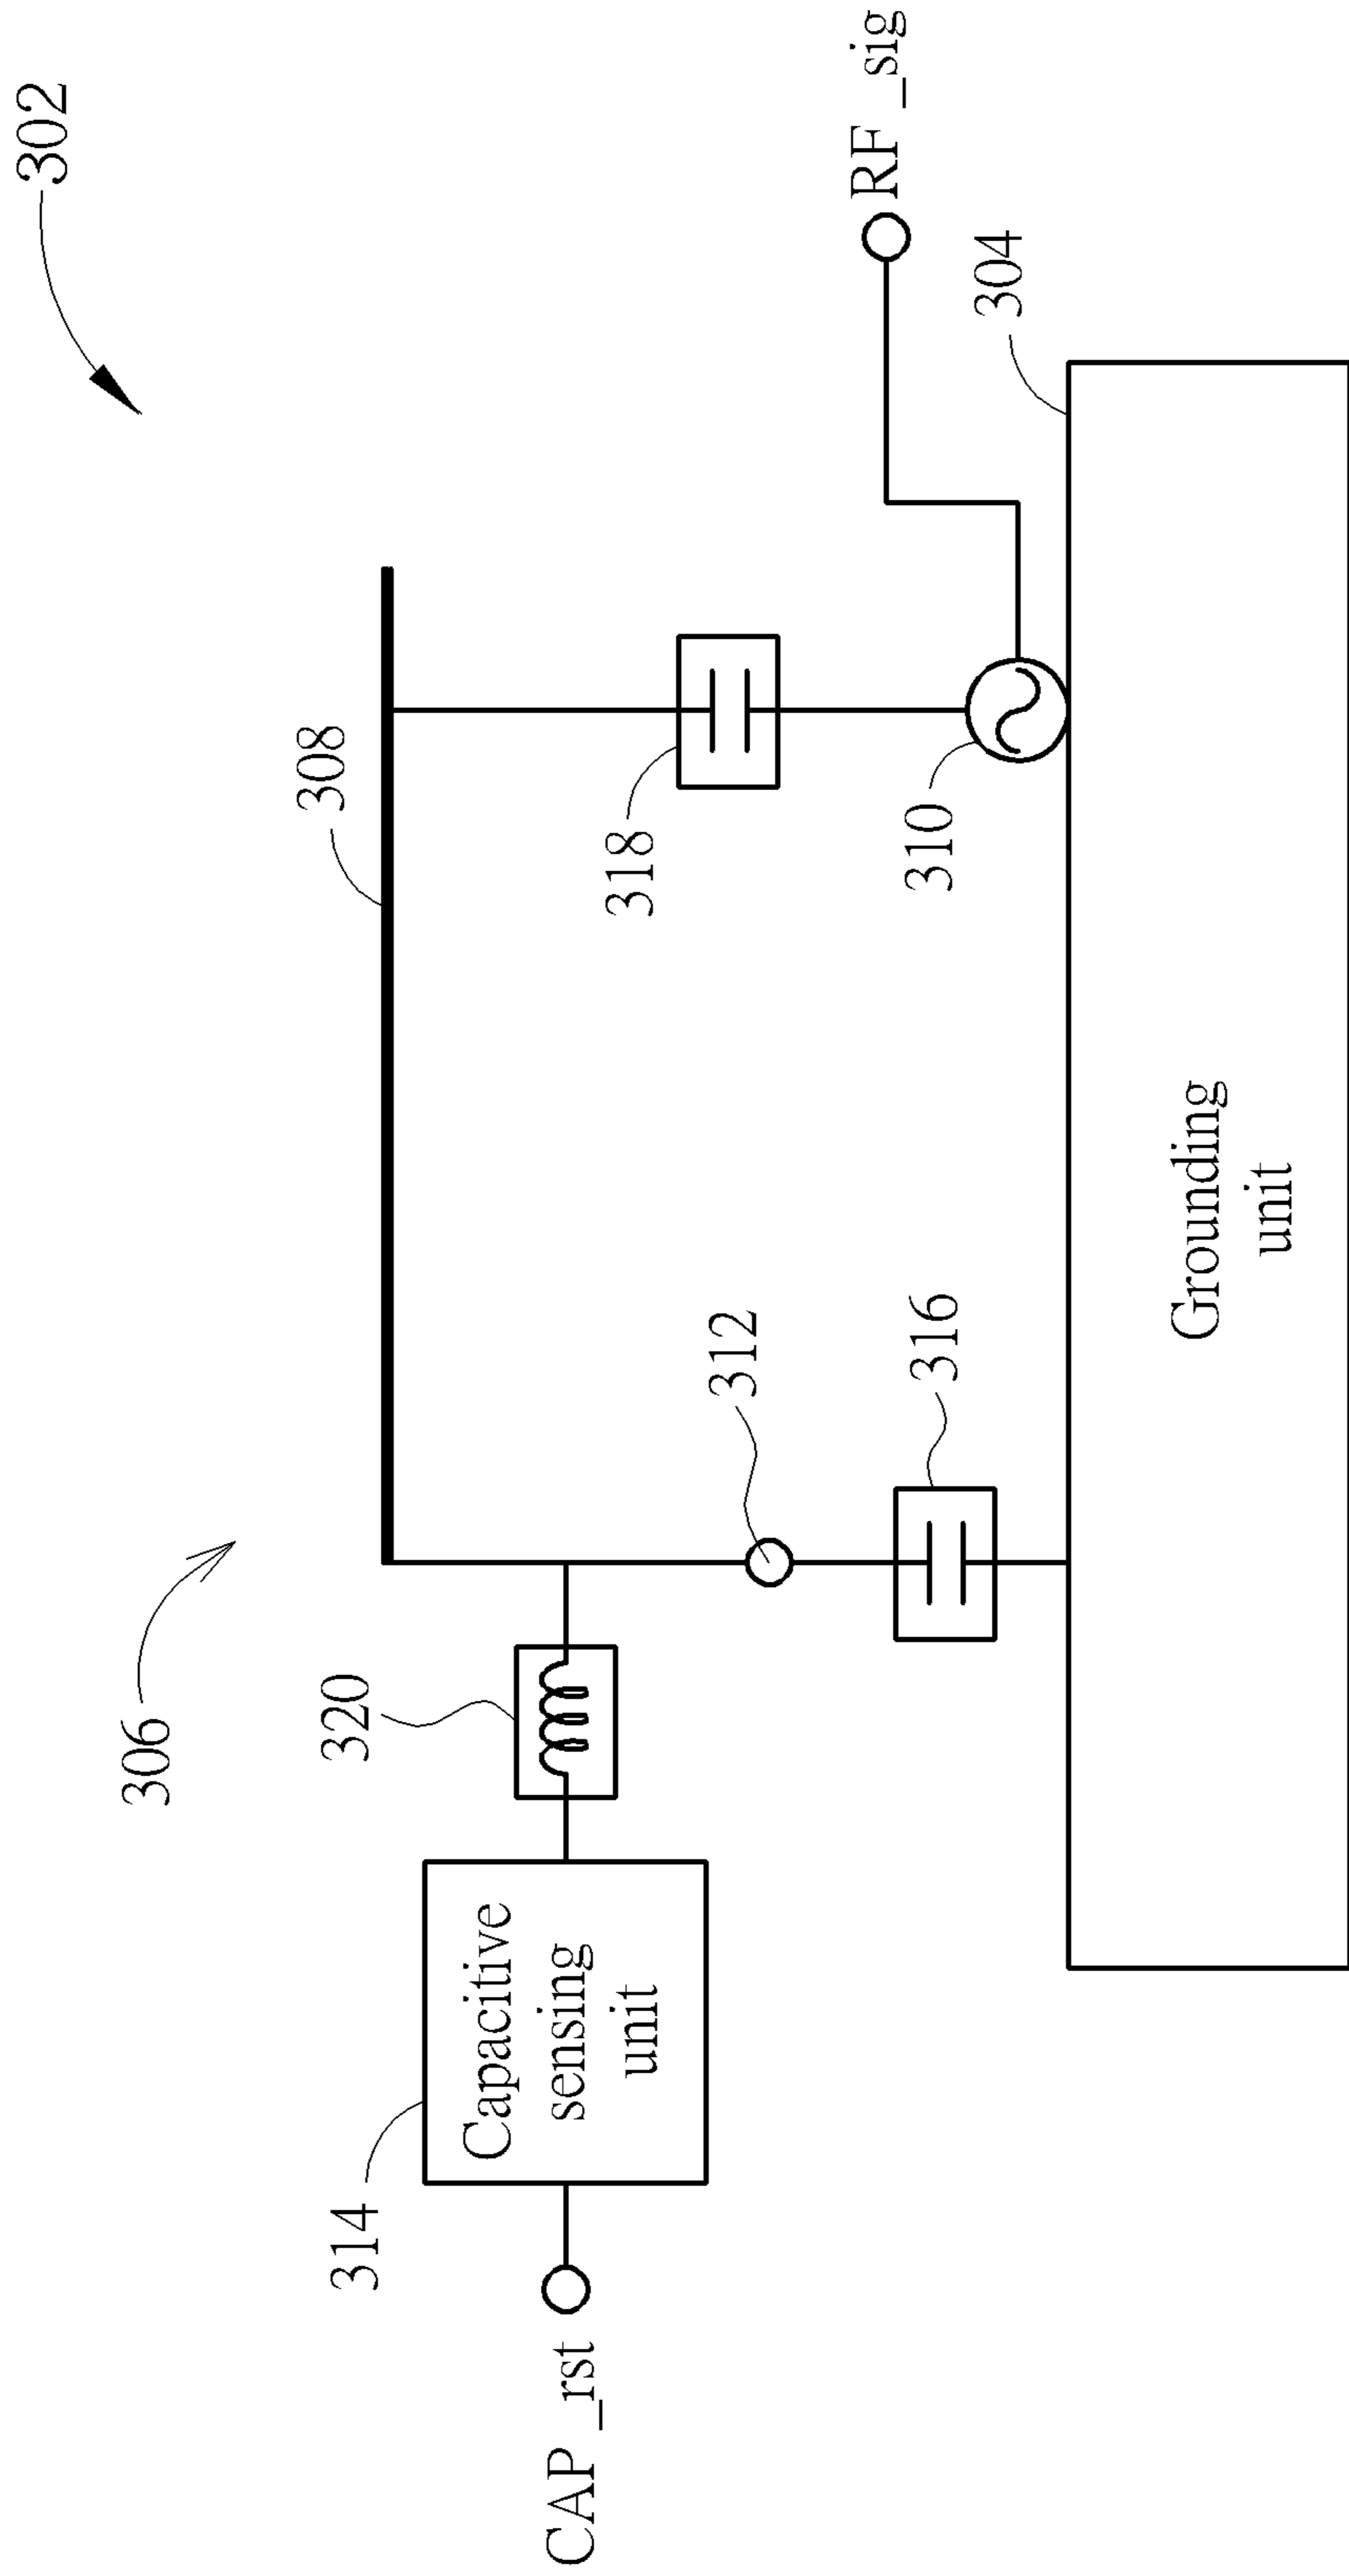 302
306
308
RF_sig
320
318
314
Capacitive
sensing
unit
CAP_rst
312
310
304
316
Grounding
unit